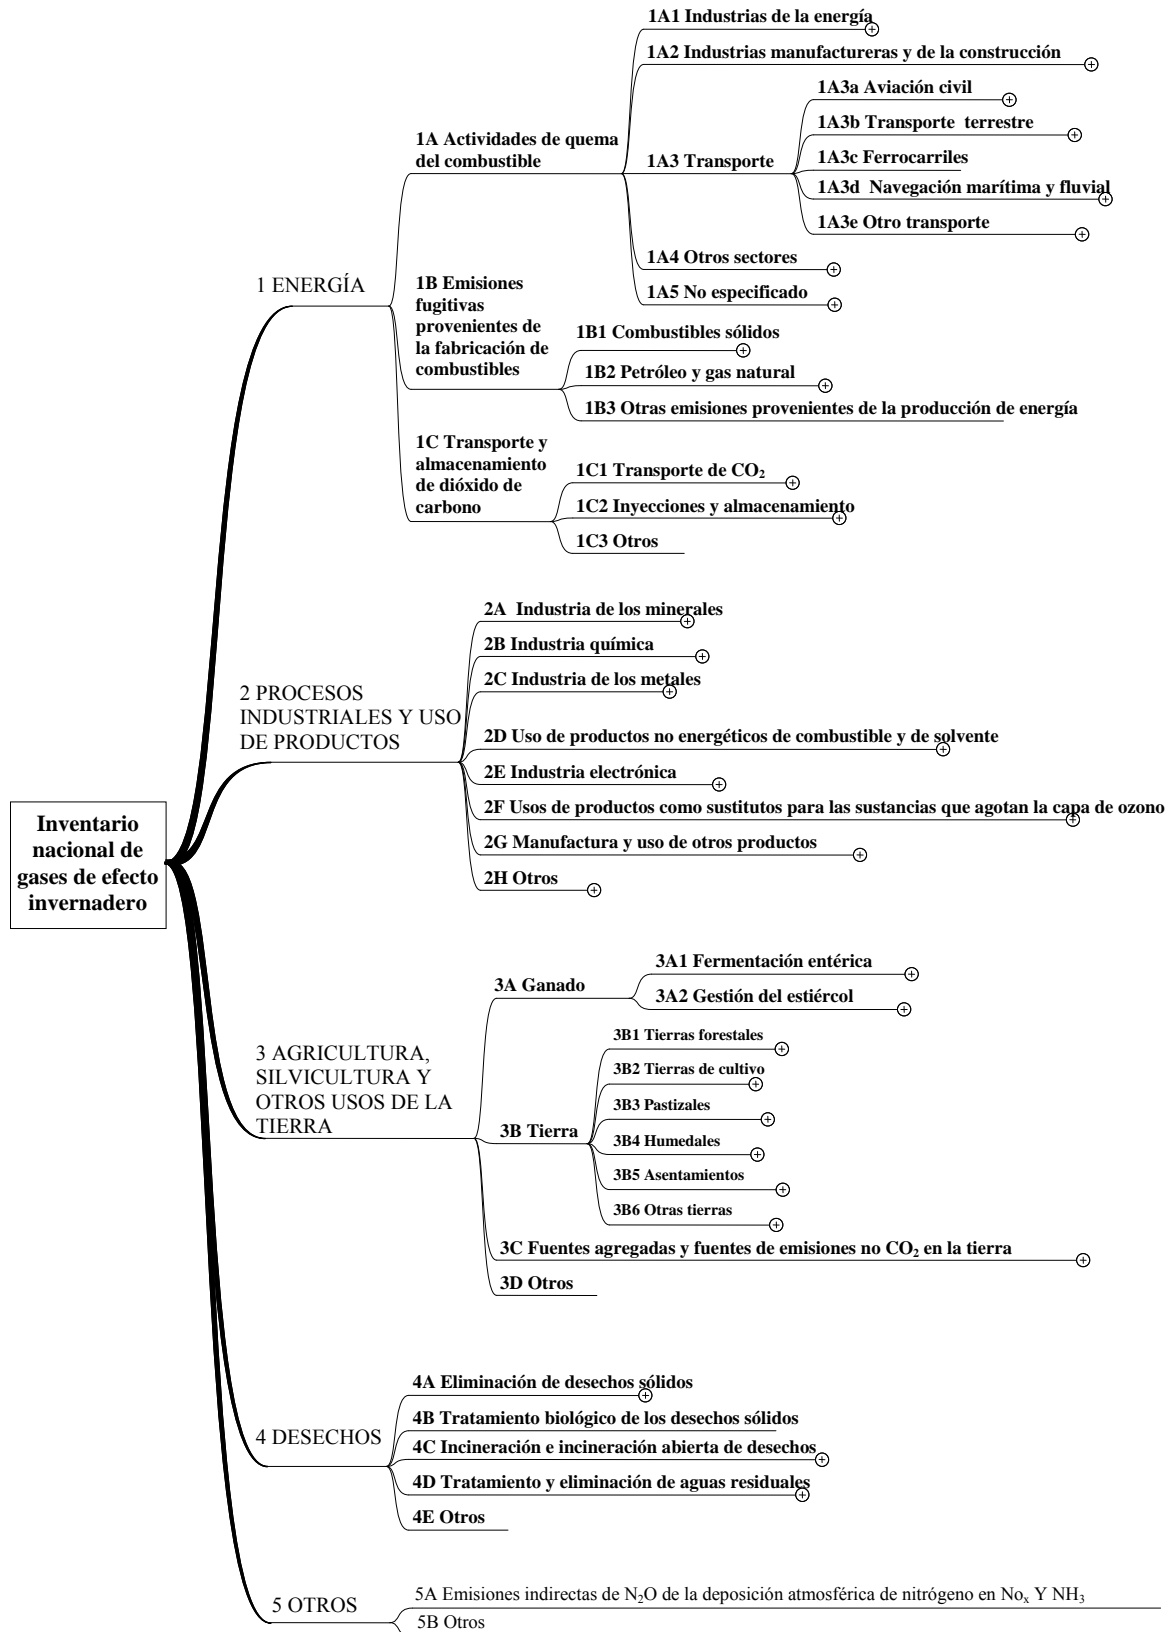 Inventario
nacional de
gases de efecto
invernadero
1 ENERGÍA
1A Actividades de quema
del combustible
1A1 Industrias de la energía
1A2 Industrias manufactureras y de la construcción
1A3 Transporte
1A3a Aviación civil
1A3b Transporte terrestre
1A3c Ferrocarriles
1A3d Navegación marítima y fluvial
1A3e Otro transporte
1A4 Otros sectores
1A5 No especificado
1B Emisiones
fugitivas
provenientes de
la fabricación de
combustibles
1B1 Combustibles sólidos
1B2 Petróleo y gas natural
1B3 Otras emisiones provenientes de la producción de energía
1C Transporte y
almacenamiento
de dióxido de
carbono
1C1 Transporte de CO₂
1C2 Inyecciones y almacenamiento
1C3 Otros
2 PROCESOS
INDUSTRIALES Y USO
DE PRODUCTOS
2A Industria de los minerales
2B Industria química
2C Industria de los metales
2D Uso de productos no energéticos de combustible y de solvente
2E Industria electrónica
2F Usos de productos como sustitutos para las sustancias que agotan la capa de ozono
2G Manufactura y uso de otros productos
2H Otros
3 AGRICULTURA,
SILVICULTURA Y
OTROS USOS DE LA
TIERRA
3A Ganado
3A1 Fermentación entérica
3A2 Gestión del estiércol
3B Tierra
3B1 Tierras forestales
3B2 Tierras de cultivo
3B3 Pastizales
3B4 Humedales
3B5 Asentamientos
3B6 Otras tierras
3C Fuentes agregadas y fuentes de emisiones no CO₂ en la tierra
3D Otros
4 DESECHOS
4A Eliminación de desechos sólidos
4B Tratamiento biológico de los desechos sólidos
4C Incineración e incineración abierta de desechos
4D Tratamiento y eliminación de aguas residuales
4E Otros
5 OTROS
5A Emisiones indirectas de N₂O de la deposición atmosférica de nitrógeno en Noₓ Y NH₃
5B Otros